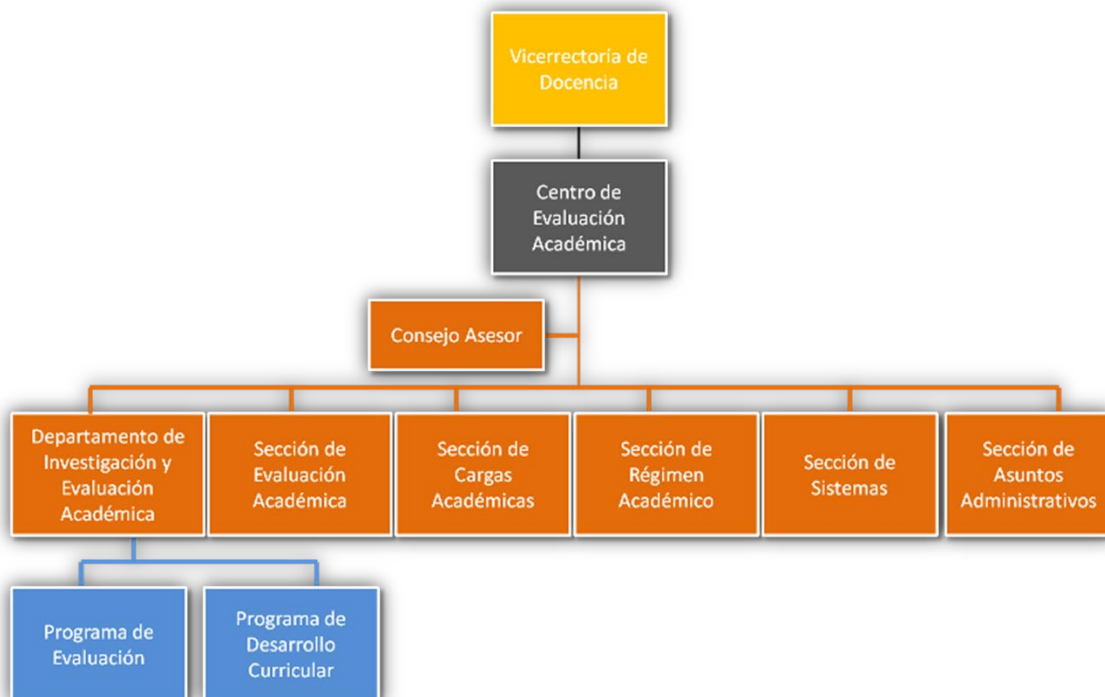 Vicerrectoría de
Docencia
Centro de
Evaluación
Académica
Consejo Asesor
Departamento de
Investigación y
Evaluación
Académica
Sección de
Evaluación
Académica
Sección de
Cargas
Académicas
Sección de
Régimen
Académico
Sección de
Sistemas
Sección de
Asuntos
Administrativos
Programa de
Evaluación
Programa de
Desarrollo
Curricular